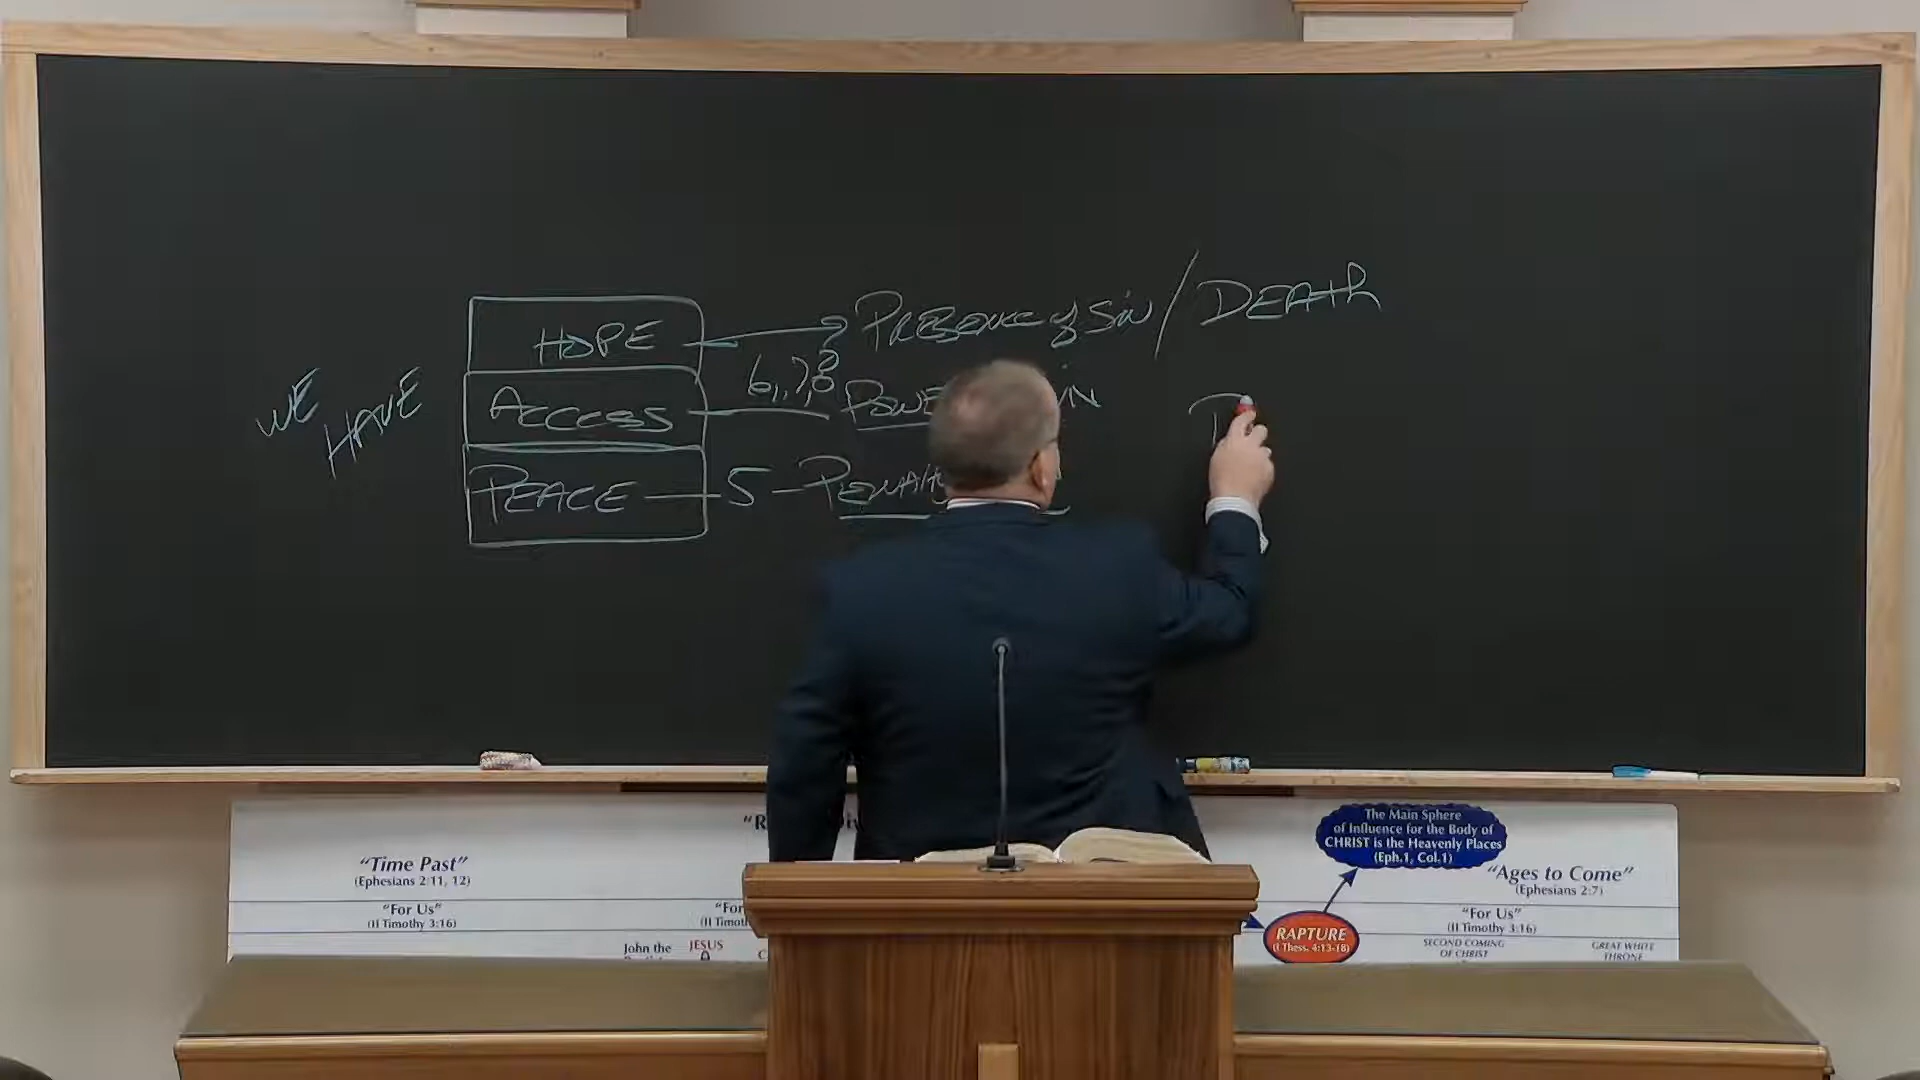 WE HAVE
HOPE
PRESENCE of SiN / DEAth
ACCESS
6,7,8
PEACE
5
"Time Past"
(Ephesians 2:11, 12)
"For Us"
(II Timothy 3:16)
John the
JESUS
The Main Sphere
of Influence for the Body of
CHRIST is the Heavenly Places
(Eph.1, Col.1)
"Ages to Come"
(Ephesians 2:7)
"For Us"
(II Timothy 3:16)
RAPTURE
(I Thess. 4:13-18)
SECOND COMING
OF CHRIST
GREAT WHITE
THRONE